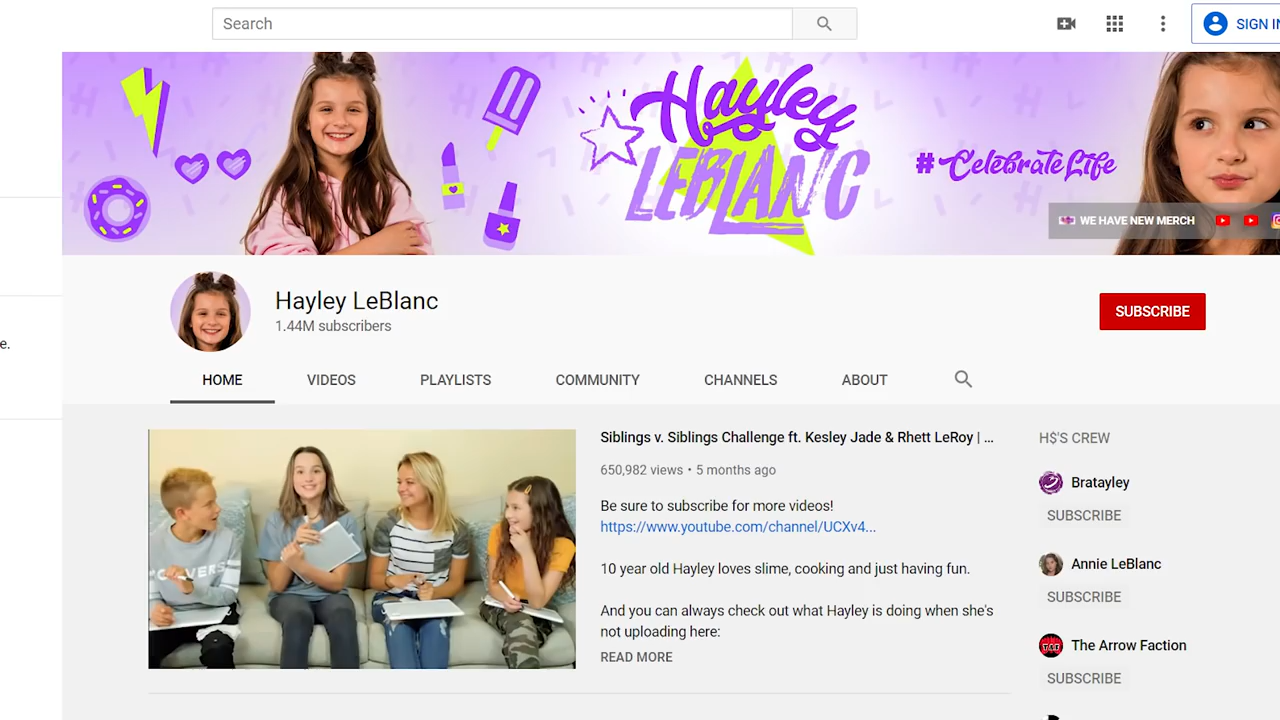 Search
SIGN IN
Hayley
LEBLANC
#CelebrateLife
WE HAVE NEW MERCH
Hayley LeBlanc
1.44M subscribers
SUBSCRIBE
HOME VIDEOS PLAYLISTS COMMUNITY CHANNELS ABOUT
e.
Siblings v. Siblings Challenge ft. Kesley Jade & Rhett LeRoy | ...
650,982 views • 5 months ago
Be sure to subscribe for more videos!
https://www.youtube.com/channel/UCXv4...
10 year old Hayley loves slime, cooking and just having fun.
And you can always check out what Hayley is doing when she's
not uploading here:
READ MORE
H$'S CREW
Bratayley
SUBSCRIBE
Annie LeBlanc
SUBSCRIBE
The Arrow Faction
SUBSCRIBE